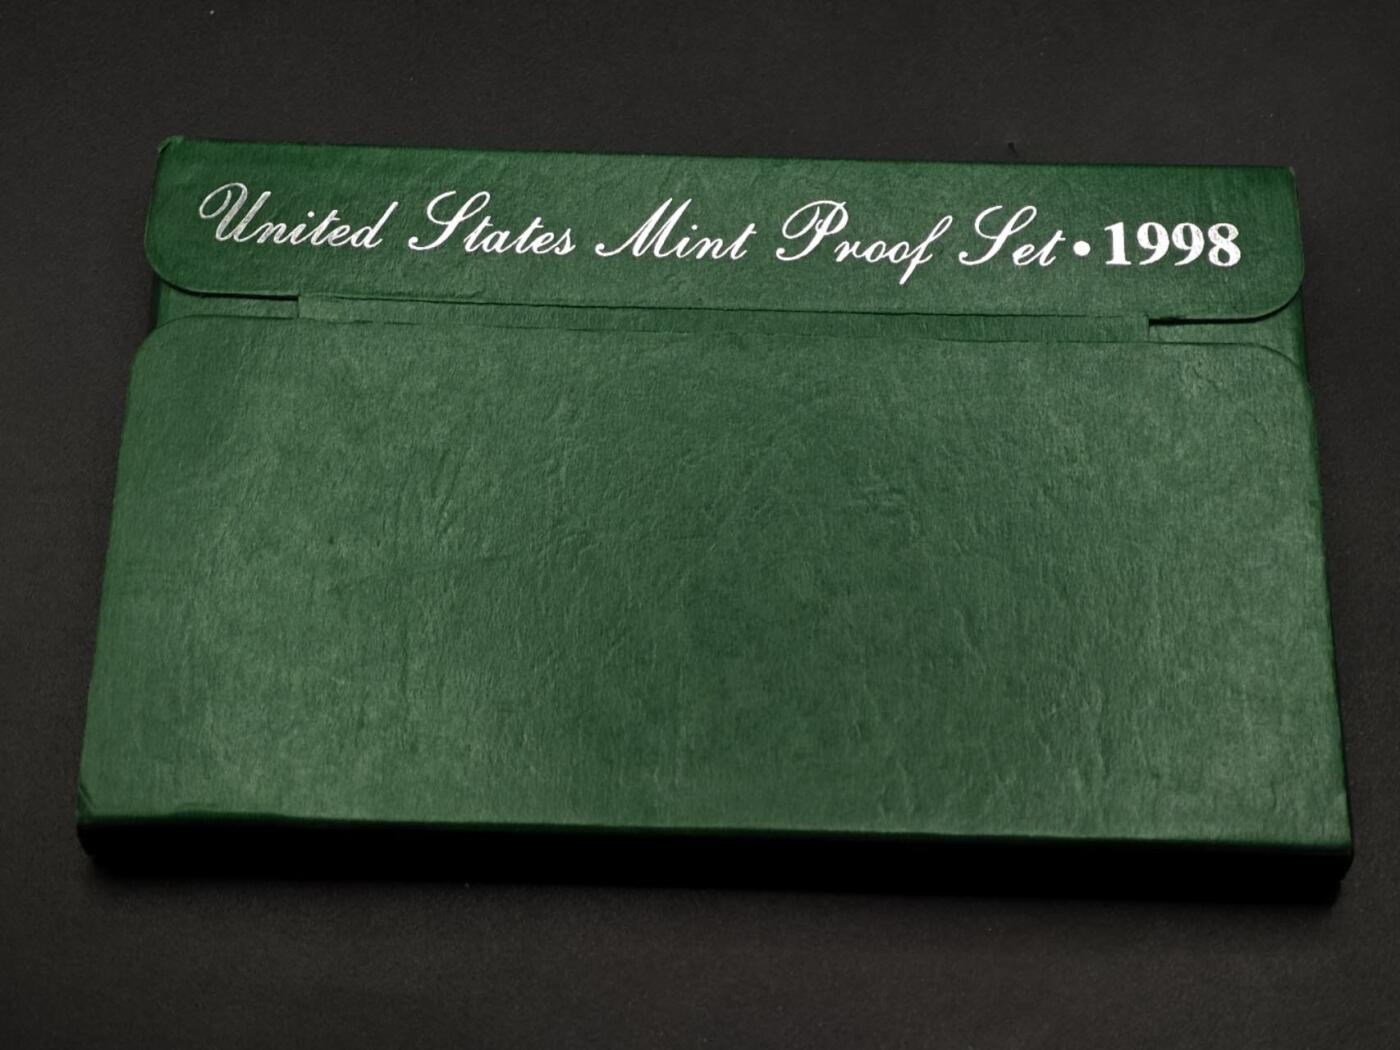 United States Mint Proof Set • 1998